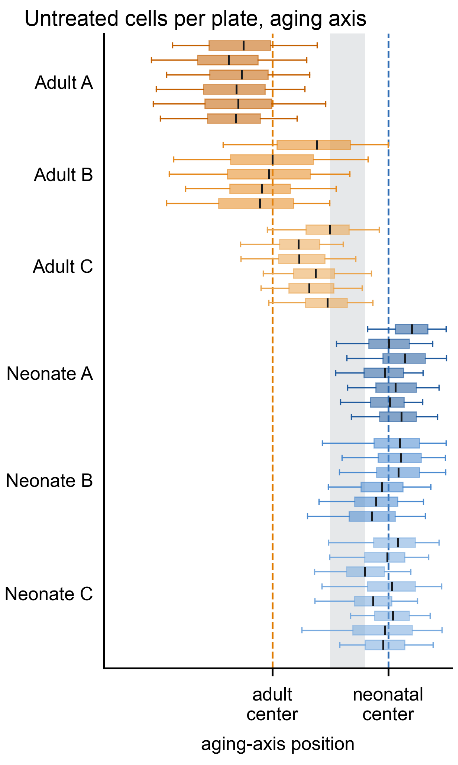 Untreated cells per plate, aging axis
Adult A
Adult B
Adult C
Neonate A
Neonate B
Neonate C
adult
center
neonatal
center
aging-axis position